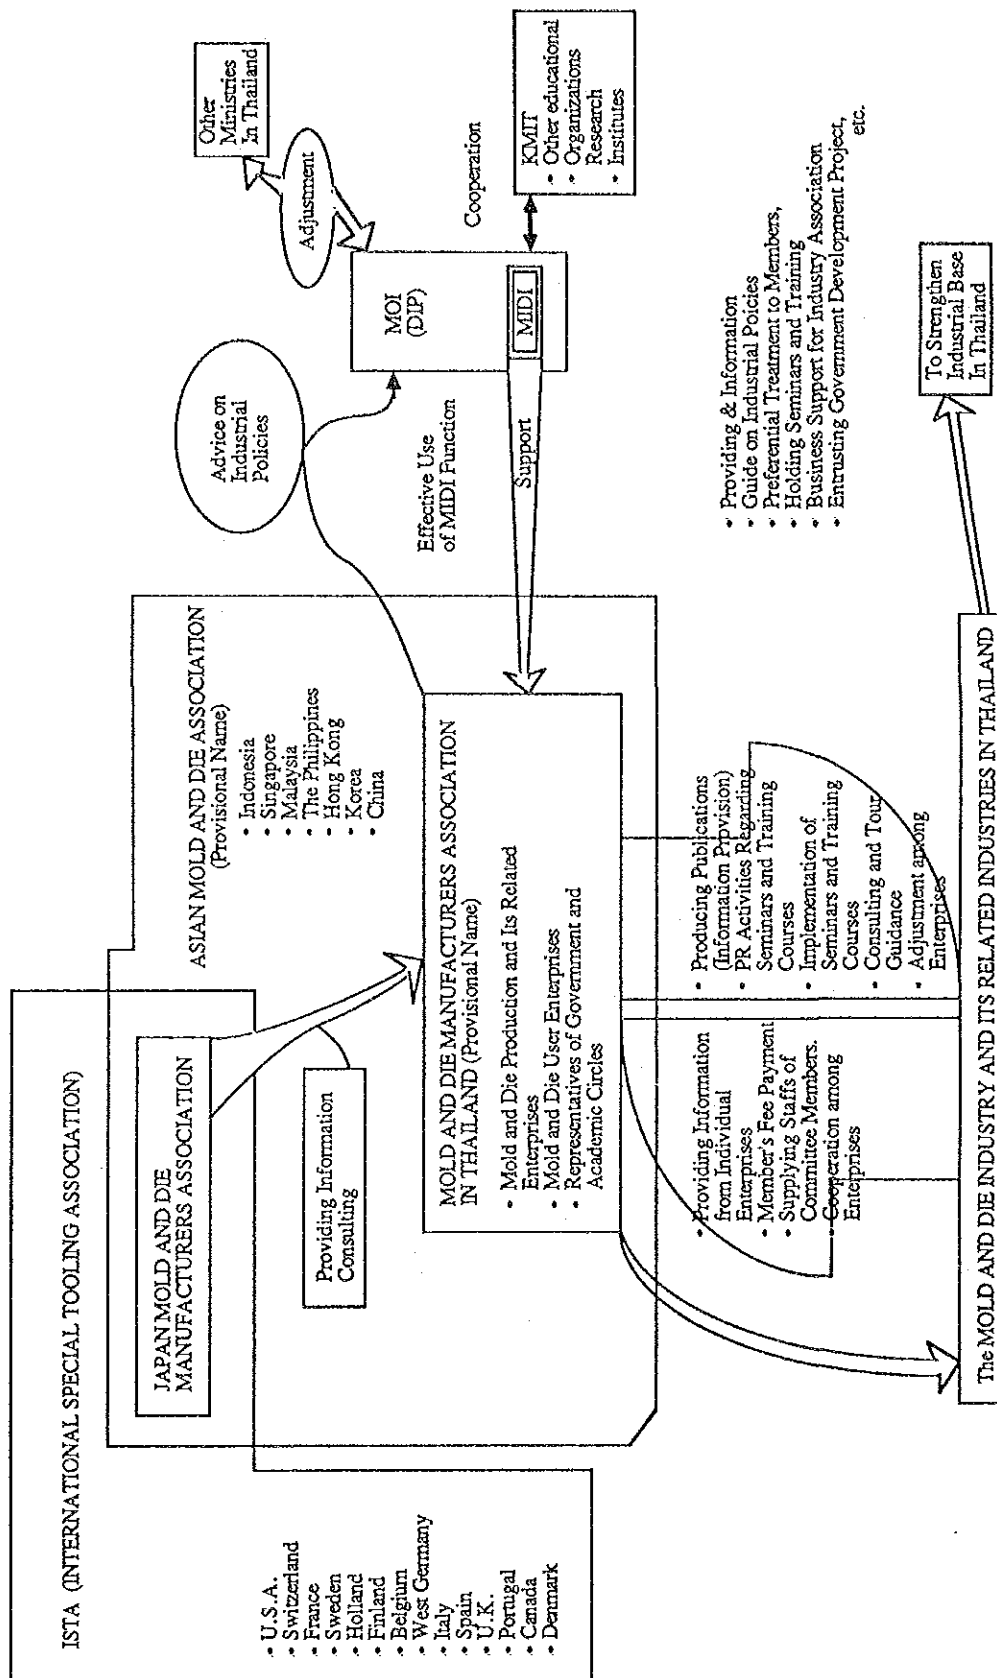 ISTA (INTERNATIONAL SPECIAL TOOLING ASSOCIATION)
• U.S.A.
• Switzerland
• France
• Sweden
• Holland
• Finland
• Belgium
• West Germany
• Italy
• Spain
• U.K.
• Portugal
• Canada
• Denmark
JAPAN MOLD AND DIE
MANUFACTURERS ASSOCIATION
Providing Information
Consulting
ASIAN MOLD AND DIE ASSOCIATION
(Provisional Name)
• Indonesia
• Singapore
• Malaysia
• The Philippines
• Hong Kong
• Korea
• China
MOLD AND DIE MANUFACTURERS ASSOCIATION
IN THAILAND (Provisional Name)
• Mold and Die Production and Its Related
Enterprises
• Mold and Die User Enterprises
• Representatives of Government and
Academic Circles
Advice on
Industrial
Policies
Effective Use
of MIDI Function
Support
MOI
(DIP)
MIDI
Adjustment
Other
Ministries
In Thailand
Cooperation
KMIT
• Other educational
• Organizations
Research
• Institutes
• Providing & Information
• Guide on Industrial Poicies
• Preferential Treatment to Members,
• Holding Seminars and Training
• Business Support for Industry Association
• Entrusting Government Development Project,
etc.
• Providing Information
from Individual
Enterprises
• Member's Fee Payment
• Supplying Staffs of
Committee Members.
• Cooperation among
Enterprises
• Producing Publications
(Information Prvision)
• PR Activities Regarding
Seminars and Training
Courses
• Implementation of
Seminars and Training
Courses
• Consulting and Tour
Guidance
• Adjustment among
Enterprises
The MOLD AND DIE INDUSTRY AND ITS RELATED INDUSTRIES IN THAILAND
To Strengthen
Industrial Base
In Thailand